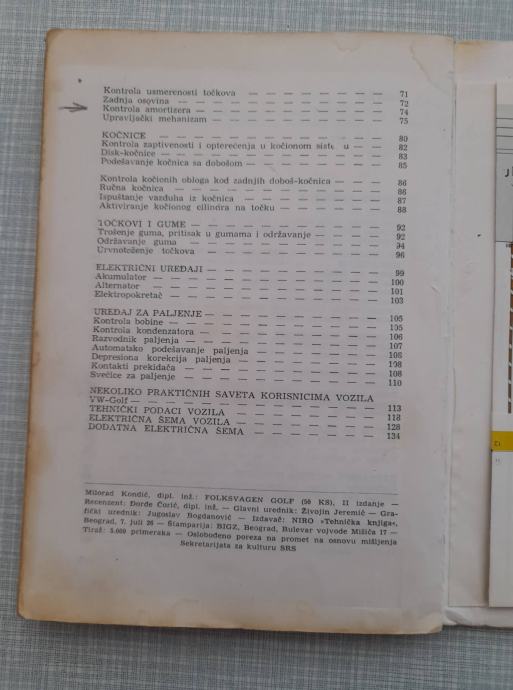 Kontrola usmerenosti točkova — — — — — — — — 71
Zadnja osovina — — — — — — — — — — — 72
Kontrola amortizera — — — — — — — — — — 74
Upravljački mehanizam — — — — — — — — — 75
KOČNICE — — — — — — — — — — — — 80
Kontrola zaptivenosti i opterećenja u kočionom siste u — — 82
Disk-kočnice — — — — — — — — — — — 83
Podešavanje kočnica sa dobošom — — — — — — — 85
Kontrola kočionih obloga kod zadnjih doboš-kočnica — — — 86
Ručna kočnica — — — — — — — — — — — 86
Ispuštanje vazduha iz kočnica — — — — — — — — 87
Aktiviranje kočionog cilindra na točku — — — — — — 88
TOČKOVI I GUME — — — — — — — — — — 92
Trošenje guma, pritisak u gumama i održavanje — — — — 92
Održavanje guma — — — — — — — — — — 94
Urvnoteženje točkova — — — — — — — — — 96
ELEKTRIČNI UREĐAJI — — — — — — — — — 99
Akumulator — — — — — — — — — — — 100
Alternator — — — — — — — — — — — 101
Elektropokretač — — — — — — — — — — 103
UREĐAJ ZA PALJENJE — — — — — — — — — 105
Kontrola bobine — — — — — — — — — — 105
Kontrola kondenzatora — — — — — — — — — 106
Razvodnik paljenja — — — — — — — — — 107
Automatsko podešavanje paljenja — — — — — — 108
Depresiona korekcija paljenja — — — — — — — 108
Kontakti prekidača — — — — — — — — — 108
Svećice za paljenje — — — — — — — — — 110
NEKOLIKO PRAKTIČNIH SAVETA KORISNICIMA VOZILA
VW-Golf — — — — — — — — — — — — 113
TEHNIČKI PODACI VOZILA — — — — — — — 118
ELEKTRIČNA ŠEMA VOZILA — — — — — — — 128
DODATNA ELEKTRIČNA ŠEMA — — — — — — 134
Milorad Kondić, dipl. inž.: FOLKSVAGEN GOLF (50 KS), II izdanje —
Recenzent: Đorđe Ćorić, dipl. inž. — Glavni urednik: Živojin Jeremić — Gra-
fički urednik: Jugoslav Bogdanović — Izdavač: NIRO »Tehnička knjiga«,
Beograd, 7. juli 26 — Štamparija: BIGZ, Beograd, Bulevar vojvode Mišića 17 —
Tiraž: 5.000 primeraka — Oslobođeno poreza na promet na osnovu mišljenja
Sekretarijata za kulturu SRS